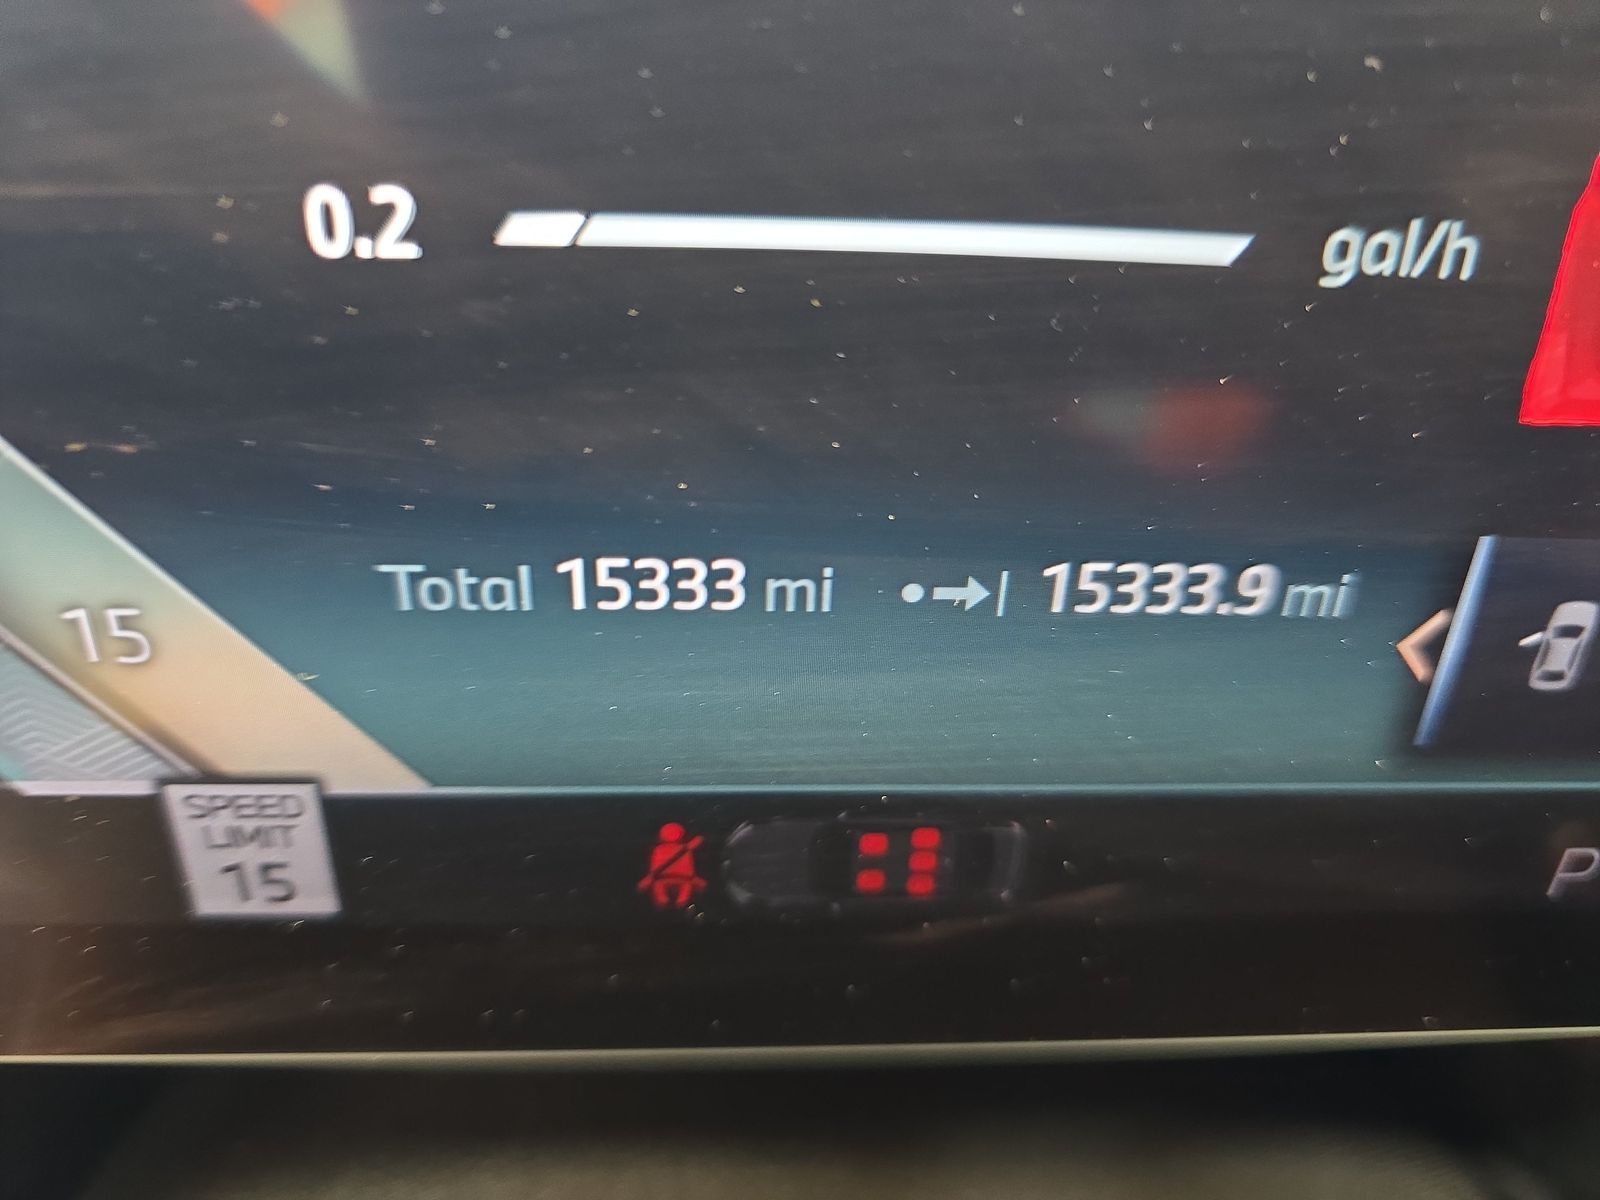 0.2 gal/h
Total 15333 mi 15333.9 mi
15
SPEED
LIMIT
15
P